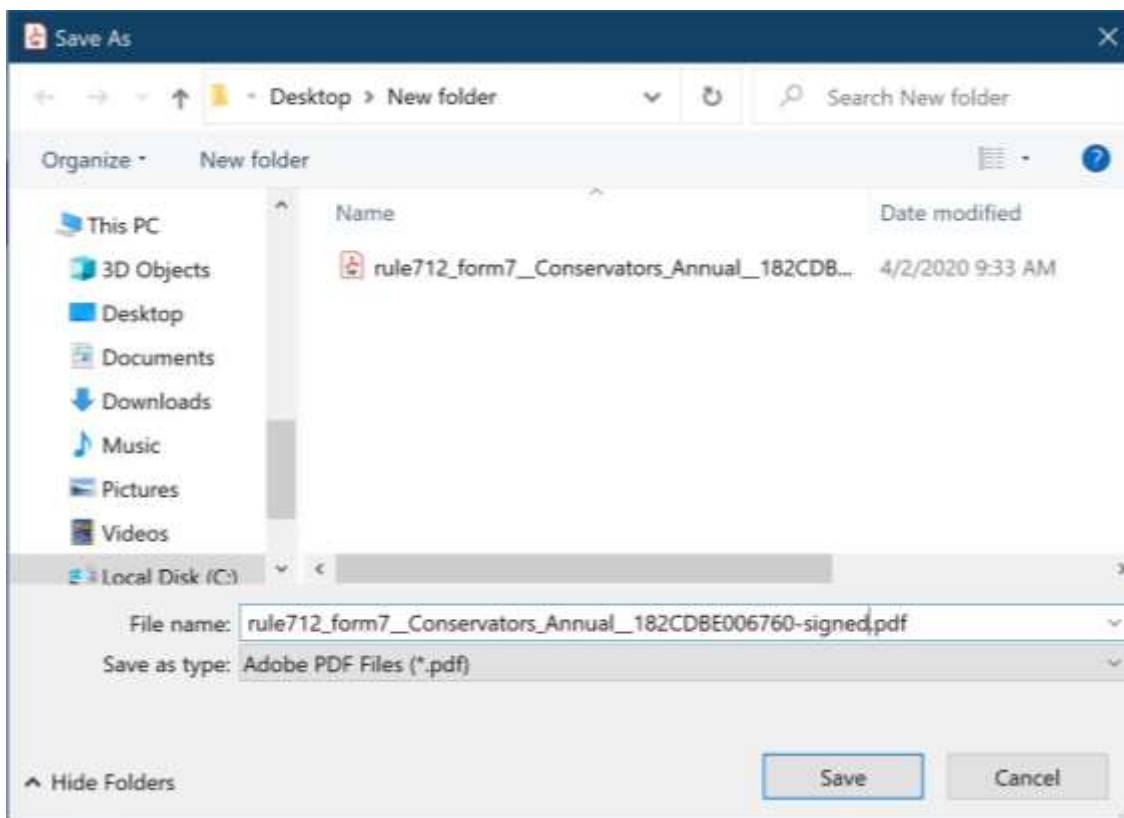 Save As
Desktop > New folder
Search New folder
Organize
New folder
?
Name
Date modified
This PC
3D Objects
Desktop
Documents
Downloads
Music
Pictures
Videos
Local Disk (C:)
rule712_form7__Conservators_Annual__182CDB... 4/2/2020 9:33 AM
File name: rule712_form7__Conservators_Annual__182CDBE006760-signed.pdf
Save as type: Adobe PDF Files (*.pdf)
Hide Folders
Save
Cancel